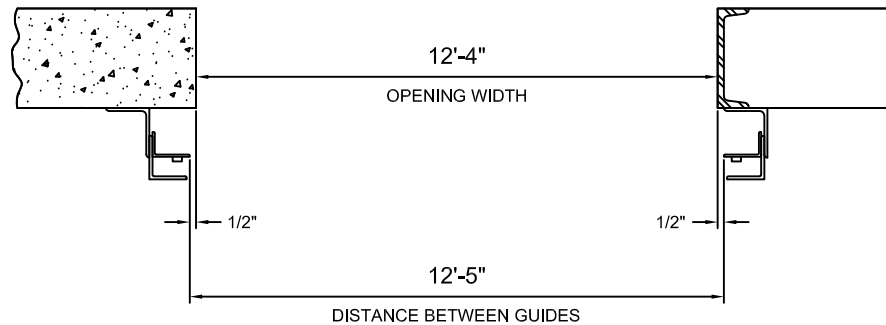 12'-4"
OPENING WIDTH
1/2"
1/2"
12'-5"
DISTANCE BETWEEN GUIDES